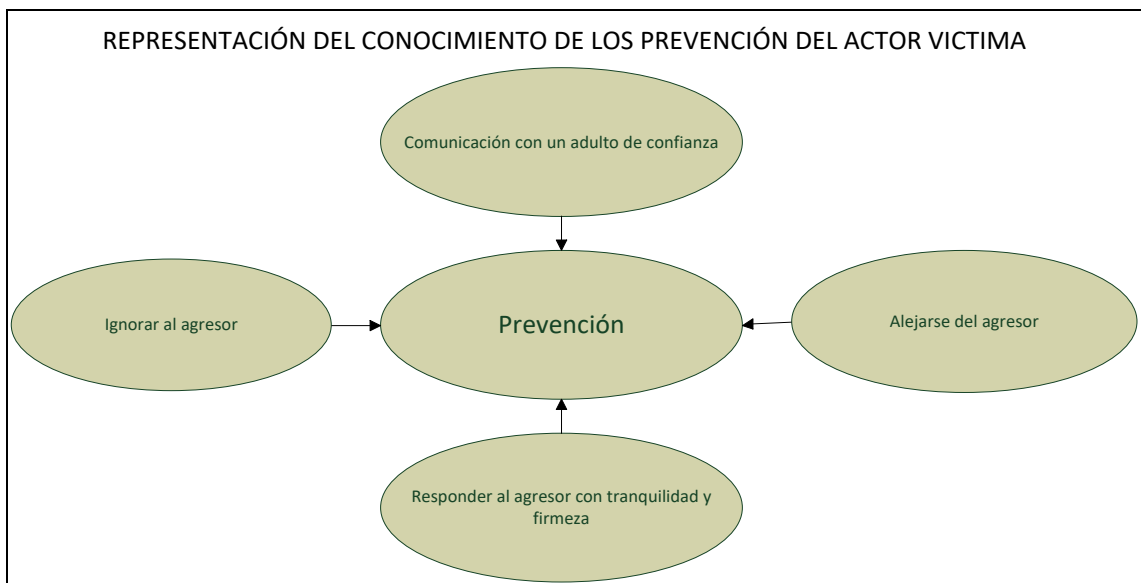 REPRESENTACIÓN DEL CONOCIMIENTO DE LOS PREVENCIÓN DEL ACTOR VICTIMA
Comunicación con un adulto de confianza
Ignorar al agresor
Prevención
Alejarse del agresor
Responder al agresor con tranquilidad y
firmeza